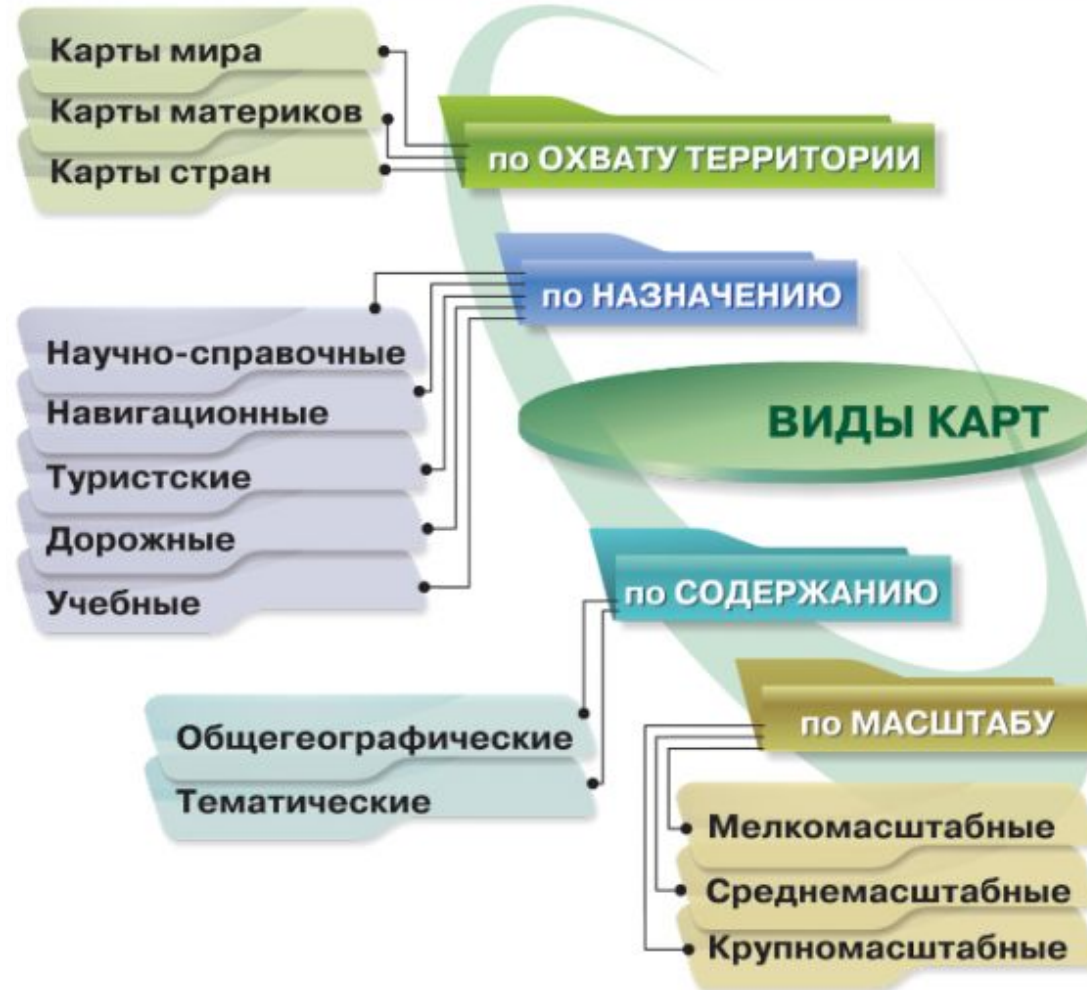 Карты мира
Карты материков
Карты стран
по ОХВАТУ ТЕРРИТОРИИ
по НАЗНАЧЕНИЮ
Научно-справочные
Навигационные
Туристские
Дорожные
Учебные
ВИДЫ КАРТ
по СОДЕРЖАНИЮ
Общегеографические
Тематические
по МАСШТАБУ
Мелкомасштабные
Среднемасштабные
Крупномасштабные